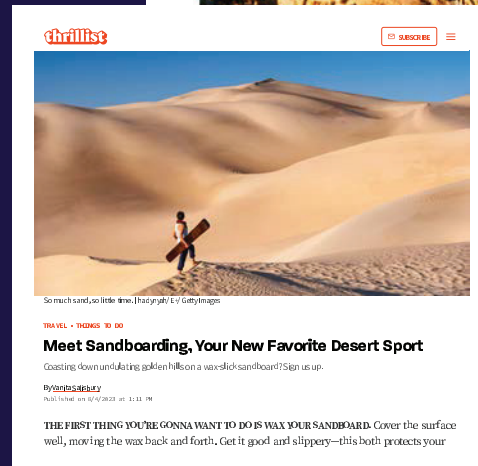 thrillist
SUBSCRIBE
So much sand, so little time. | hadynyah/ E+/ Getty Images
TRAVEL • THINGS TO DO
Meet Sandboarding, Your New Favorite Desert Sport
Coasting down undulating golden hills on a wax-slick sandboard? Sign us up.
By Vanita Salisbury
Published on 8/4/2023 at 1:11 PM
THE FIRST THING YOU'RE GONNA WANT TO DO IS WAX YOUR SANDBOARD. Cover the surface
well, moving the wax back and forth. Get it good and slippery—this both protects your